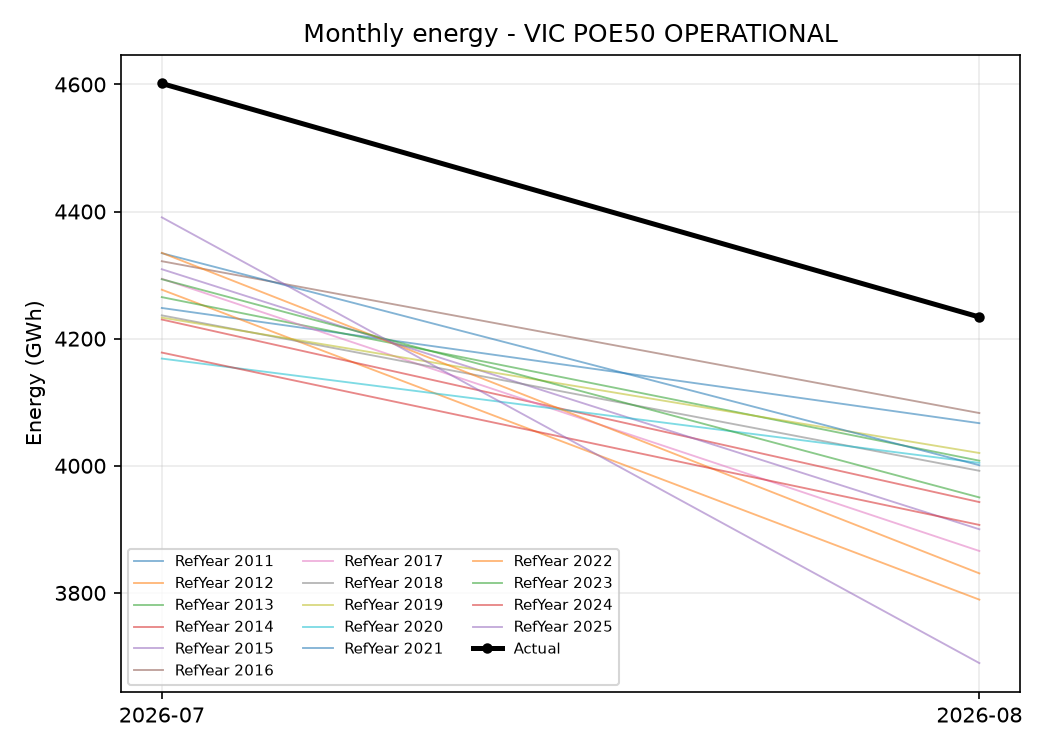 Monthly energy - VIC POE50 OPERATIONAL
Energy (GWh)
4600
4400
4200
4000
3800
RefYear 2011
RefYear 2012
RefYear 2013
RefYear 2014
RefYear 2015
RefYear 2016
RefYear 2017
RefYear 2018
RefYear 2019
RefYear 2020
RefYear 2021
RefYear 2022
RefYear 2023
RefYear 2024
RefYear 2025
Actual
2026-07
2026-08